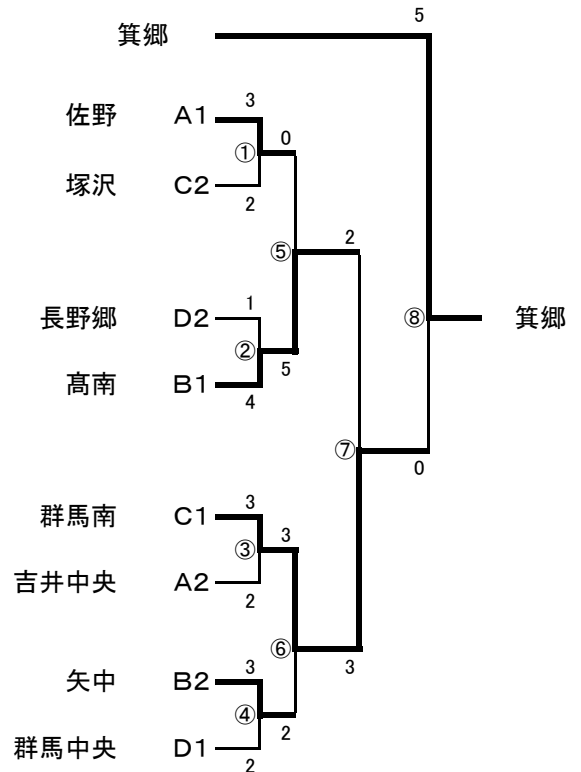 5
箕郷
佐野 A1 3
0
①
塚沢 C2 2
⑤ 2
長野郷 D2 1
⑧ 箕郷
②
5
髙南 B1 4
⑦
0
群馬南 C1 3
3
③
吉井中央 A2 2
⑥
3
矢中 B2 3
④
2
群馬中央 D1 2